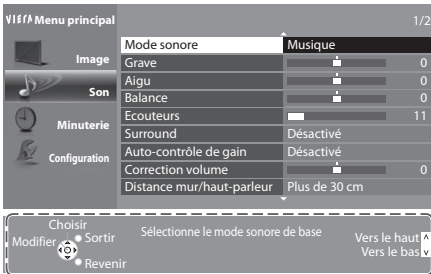 VIERA Menu principal 1/2
Image
Son
Minuterie
Configuration
Mode sonore Musique
Grave 0
Aigu 0
Balance 0
Ecouteurs 11
Surround Désactivé
Auto-contrôle de gain Désactivé
Correction volume 0
Distance mur/haut-parleur Plus de 30 cm
Choisir
Modifier Sortir
Revenir
Sélectionne le mode sonore de base
Vers le haut
Vers le bas